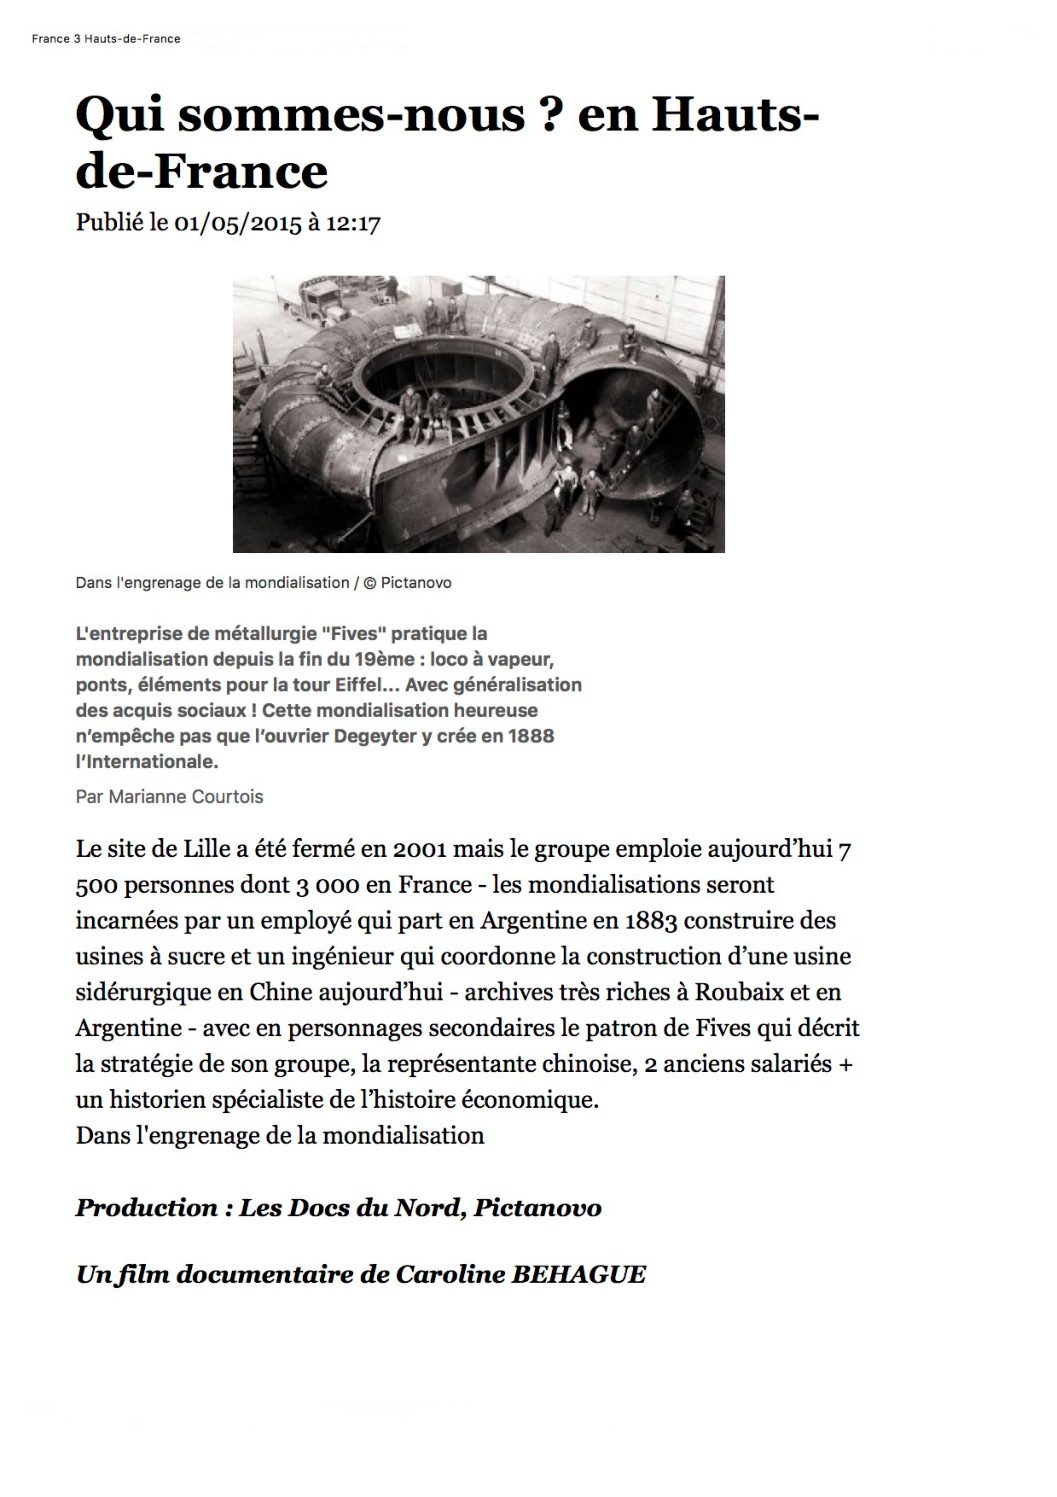 France 3 Hauts-de-France
Qui sommes-nous ? en Hauts-
de-France
Publié le 01/05/2015 à 12:17
Dans l'engrenage de la mondialisation / © Pictanovo
L'entreprise de métallurgie "Fives" pratique la
mondialisation depuis la fin du 19ème : loco à vapeur,
ponts, éléments pour la tour Eiffel... Avec généralisation
des acquis sociaux ! Cette mondialisation heureuse
n’empêche pas que l’ouvrier Degeyter y crée en 1888
l’Internationale.
Par Marianne Courtois
Le site de Lille a été fermé en 2001 mais le groupe emploie aujourd’hui 7
500 personnes dont 3 000 en France - les mondialisations seront
incarnées par un employé qui part en Argentine en 1883 construire des
usines à sucre et un ingénieur qui coordonne la construction d’une usine
sidérurgique en Chine aujourd’hui - archives très riches à Roubaix et en
Argentine - avec en personnages secondaires le patron de Fives qui décrit
la stratégie de son groupe, la représentante chinoise, 2 anciens salariés +
un historien spécialiste de l’histoire économique.
Dans l'engrenage de la mondialisation
Production : Les Docs du Nord, Pictanovo
Un film documentaire de Caroline BEHAGUE